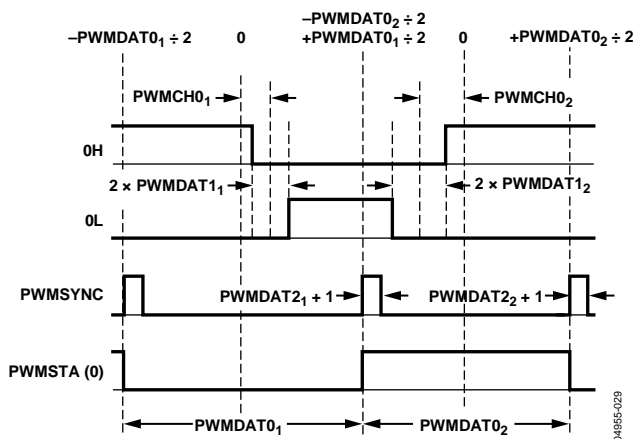 –PWMDAT0₂ ÷ 2
–PWMDAT0₁ ÷ 2 0 +PWMDAT0₁ ÷ 2 0 +PWMDAT0₂ ÷ 2
PWMCH0₁ PWMCH0₂
0H
2 × PWMDAT1₁ 2 × PWMDAT1₂
0L
PWMSYNC PWMDAT2₁ + 1 PWMDAT2₂ + 1
PWMSTA (0)
PWMDAT0₁ PWMDAT0₂
04955-029